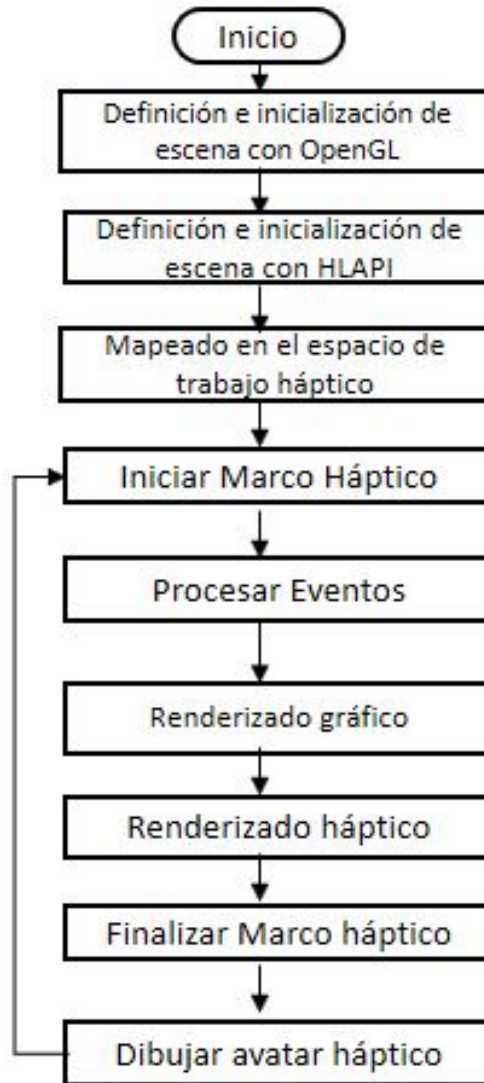 Inicio
Definición e inicialización de
escena con OpenGL
Definición e inicialización de
escena con HLAPI
Mapeado en el espacio de
trabajo háptico
Iniciar Marco Háptico
Procesar Eventos
Renderizado gráfico
Renderizado háptico
Finalizar Marco háptico
Dibujar avatar háptico